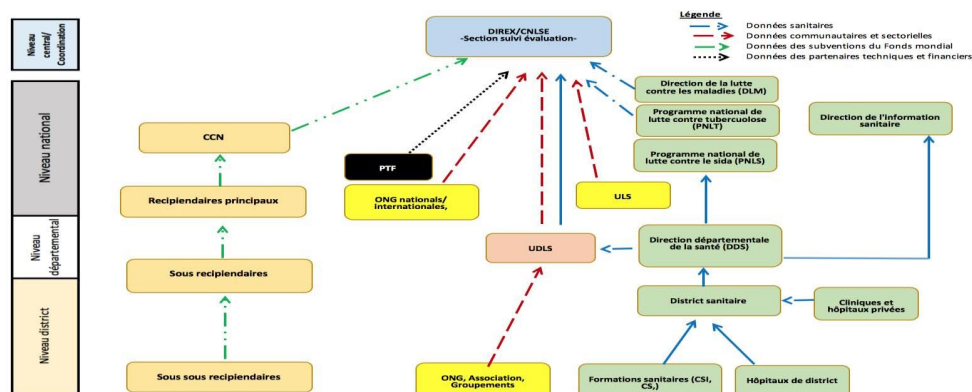 Niveau
central/
Coordination
DIREX/CNLSE
-Section suivi évaluation-
Légende
Données sanitaires
Données communautaires et sectorielles
Données des subventions du Fonds mondial
Données des partenaires techniques et financiers
Niveau national
Direction de la lutte
contre les maladies (DLM)
Programme national de
lutte contre tubercuolose
(PNLT)
Direction de l'information
sanitaire
CCN
Programme national de
lutte contre le sida (PNLS)
PTF
ONG nationals/
internationales,
ULS
Recipiendaires principaux
Niveau
départemental
UDLS
Direction départementale
de la santé (DDS)
Sous recipiendaires
Niveau district
District sanitaire
Cliniques et
hôpitaux privées
Sous sous recipiendaires
ONG, Association,
Groupements
Formations sanitaires (CSI,
CS,)
Hôpitaux de district